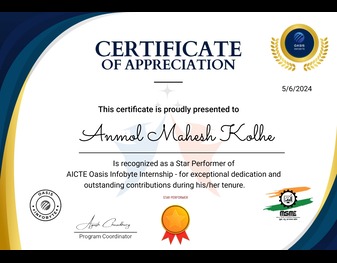 CERTIFICATE
OF APPRECIATION
OASIS
INFOBYTE
5/6/2024
This certificate is proudly presented to
Anmol Mahesh Kolhe
Is recognized as a Star Performer of
AICTE Oasis Infobyte Internship - for exceptional dedication and
outstanding contributions during his/her tenure.
STAR PERFORMER
OASIS
INFOBYTE
Program Coordinator
MSME